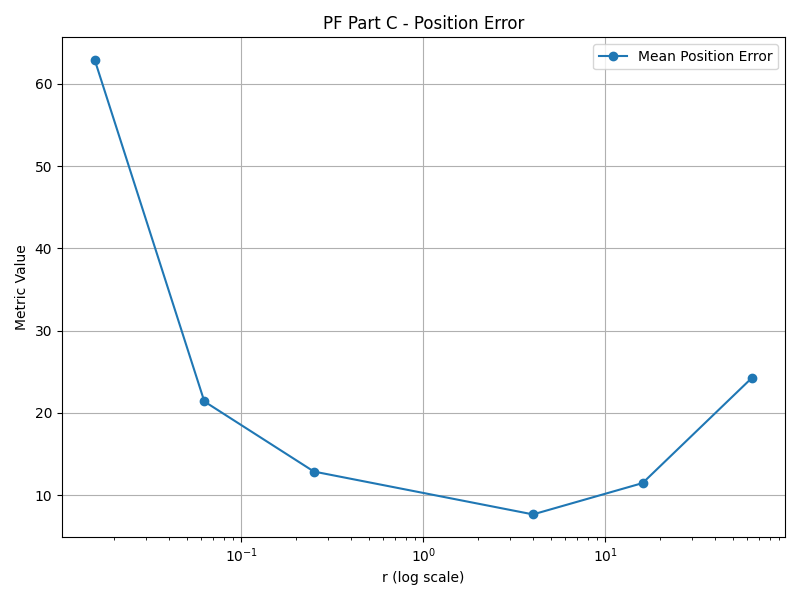 PF Part C - Position Error
Mean Position Error
Metric Value
60
50
40
30
20
10
10⁻¹
10⁰
10¹
r (log scale)